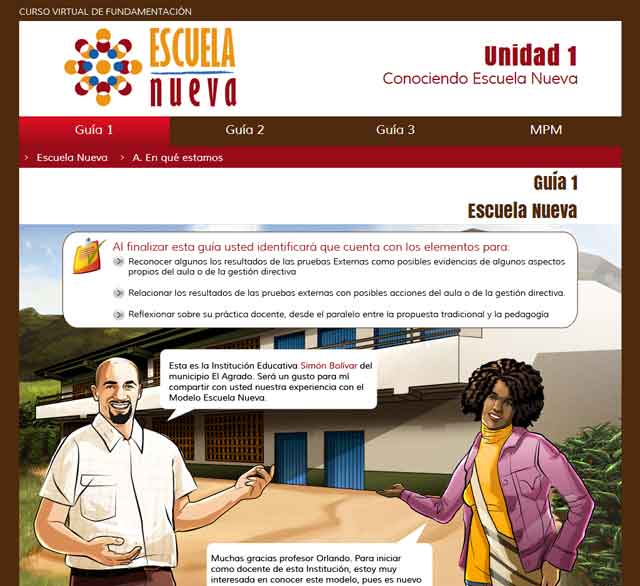 CURSO VIRTUAL DE FUNDAMENTACIÓN
ESCUELA
nueva
Unidad 1
Conociendo Escuela Nueva
Guía 1
Guía 2
Guía 3
MPM
> Escuela Nueva > A. En qué estamos
Guía 1
Escuela Nueva
Al finalizar esta guía usted identificará que cuenta con los elementos para:
Reconocer algunos los resultados de las pruebas Externas como posibles evidencias de algunos aspectos
propios del aula o de la gestión directiva
Relacionar los resultados de las pruebas externas con posibles acciones del aula o de la gestión directiva.
Reflexionar sobre su práctica docente, desde el paralelo entre la propuesta tradicional y la pedagogía
Esta es la Institución Educativa Simón Bolívar del
municipio El Agrado. Será un gusto para mí
compartir con usted nuestra experiencia con el
Modelo Escuela Nueva.
Muchas gracias profesor Orlando. Para iniciar
como docente de esta Institución, estoy muy
interesada en conocer este modelo, pues es nuevo